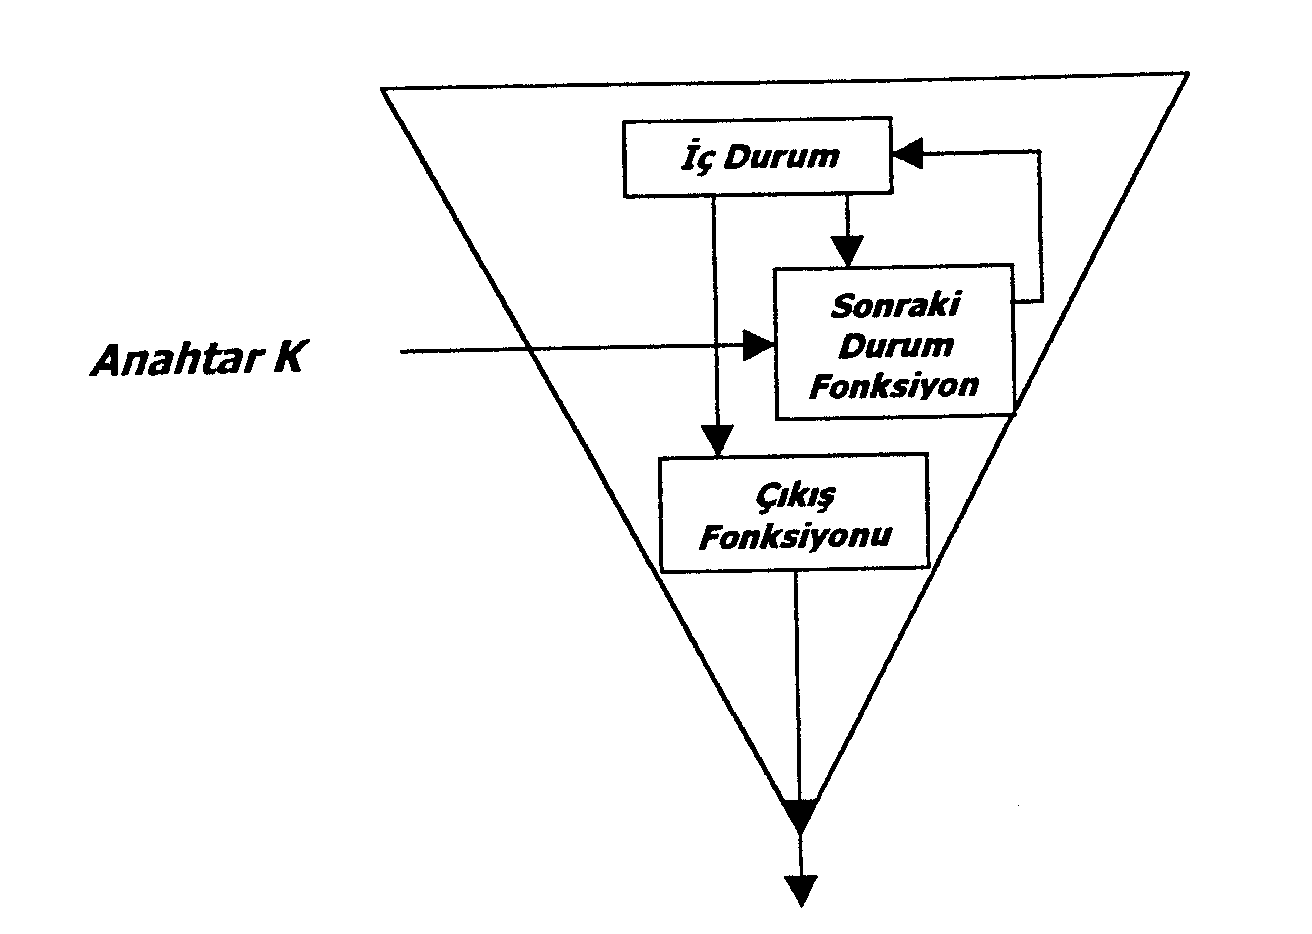 İç Durum
Sonraki
Durum
Fonksiyon
Anahtar K
Çıkış
Fonksiyonu